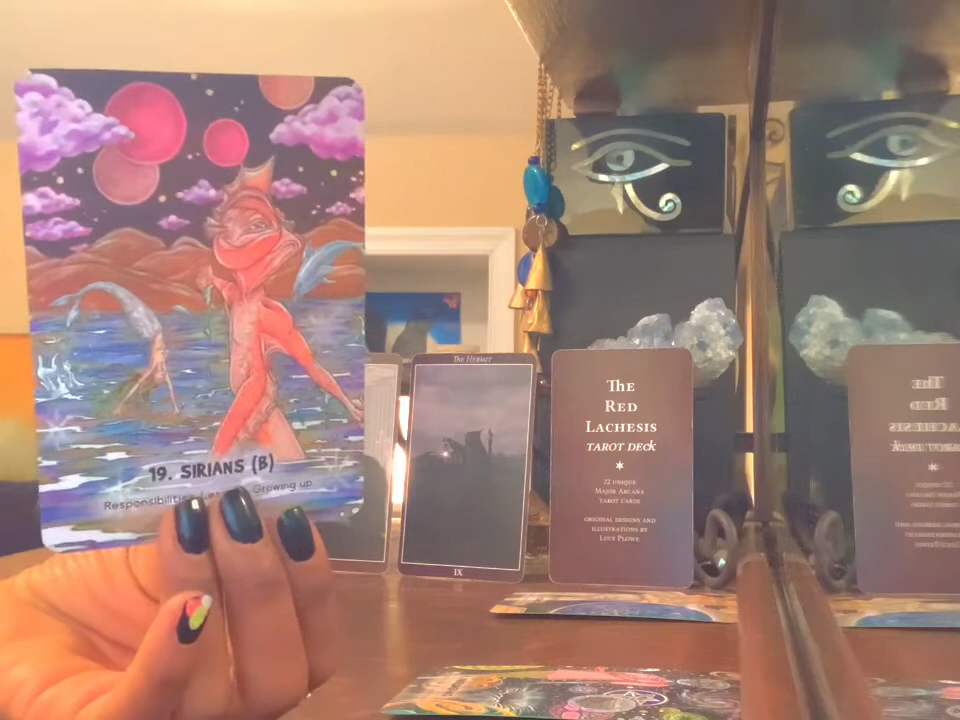 19. SIRIANS (B)
Responsibilities Growing up
THE HERMIT
IX
THE
RED
LACHESIS
TAROT DECK
22 UNIQUE
MAJOR ARCANA
TAROT CARDS
ORIGINAL DESIGNS AND
ILLUSTRATIONS BY
LUCY PLOWE